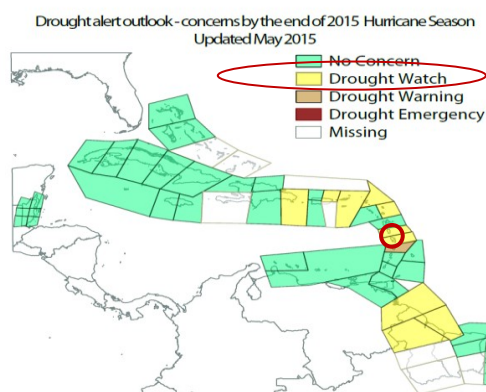 Drought alert outlook - concerns by the end of 2015 Hurricane Season
Updated May 2015
No Concern
Drought Watch
Drought Warning
Drought Emergency
Missing